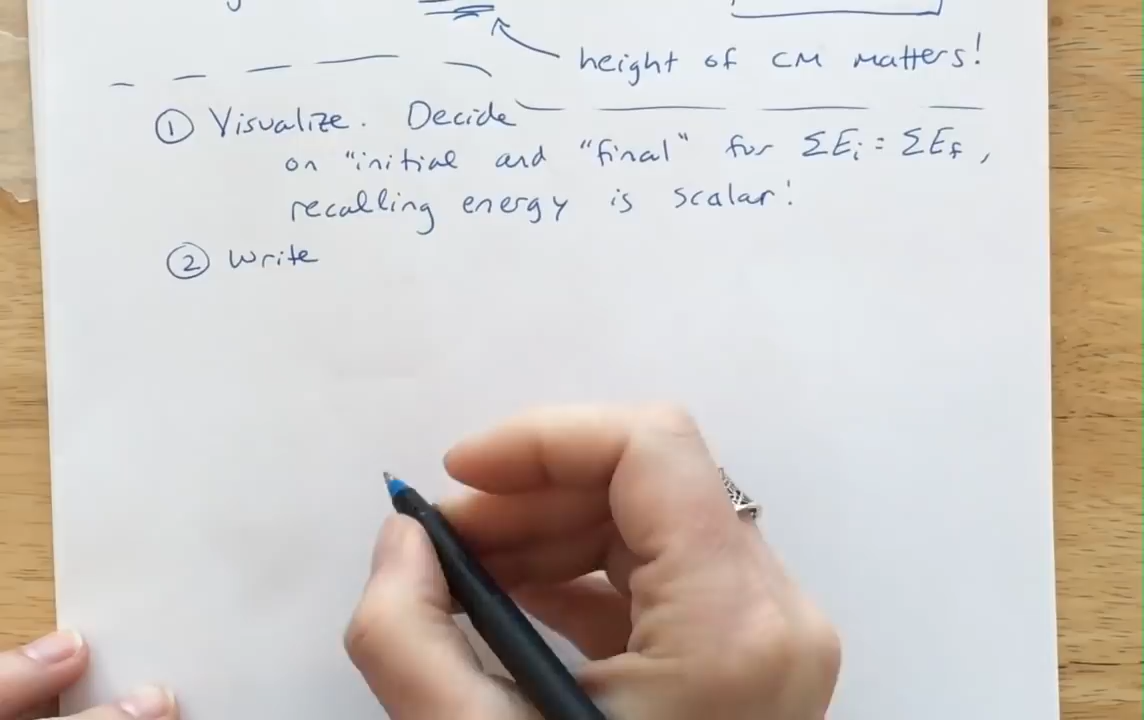 height of CM matters!
① Visualize. Decide
on "initial and "final" for ΣEi = ΣEf,
recalling energy is scalar!
② Write